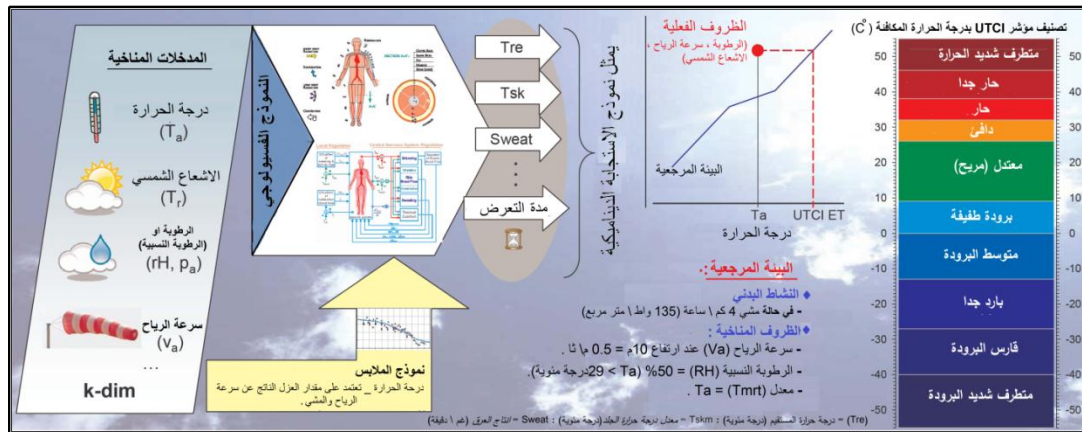 المدخلات المناخية
درجة الحرارة
(Ta)
الاشعاع الشمسي
(Tr)
الرطوبة او
(الرطوبة النسبية)
(rH, pa)
سرعة الرياح
(va)
...
k-dim
النموذج الفسيولوجي
نموذج الملابس
درجة الحرارة _ تعتمد على مقدار العزل الناتج عن سرعة
الرياح والمشي.
Tre
Tsk
Sweat
مدة التعرض
يمثل نموذج الاستجابة الديناميكية
الظروف الفعلية
(الرطوبة ، سرعة الرياح ،
الاشعاع الشمسي)
البيئة المرجعية
Ta
UTCI ET
درجة الحرارة
البيئة المرجعية :.
النشاط البدني
- في حالة مشي 4 كم \ ساعة (135 واط \ متر مربع)
الظروف المناخية :
- سرعة الرياح (Va) عند ارتفاع 10م = 0.5 م\ ثا .
- الرطوبة النسبية (RH) = 50% (Ta < 29درجة مئوية).
- معدل (Tmrt) = Ta .
(Tre) = درجة حرارة المستقيم (درجة مئوية) : Tskm = معدل درجة حرارة الجلد (درجة مئوية) : Sweat = انتاج العرق (غم \ دقيقة)
تصنيف مؤشر UTCI بدرجة الحرارة المكافئة (C°)
متطرف شديد الحرارة
حار جدا
حار
دافئ
معتدل (مريح)
برودة طفيفة
متوسط البرودة
بارد جدا
قارس البرودة
متطرف شديد البرودة
50 50
40 40
30 30
20 20
10 10
0 0
-10 -10
-20 -20
-30 -30
-40 -40
-50 -50